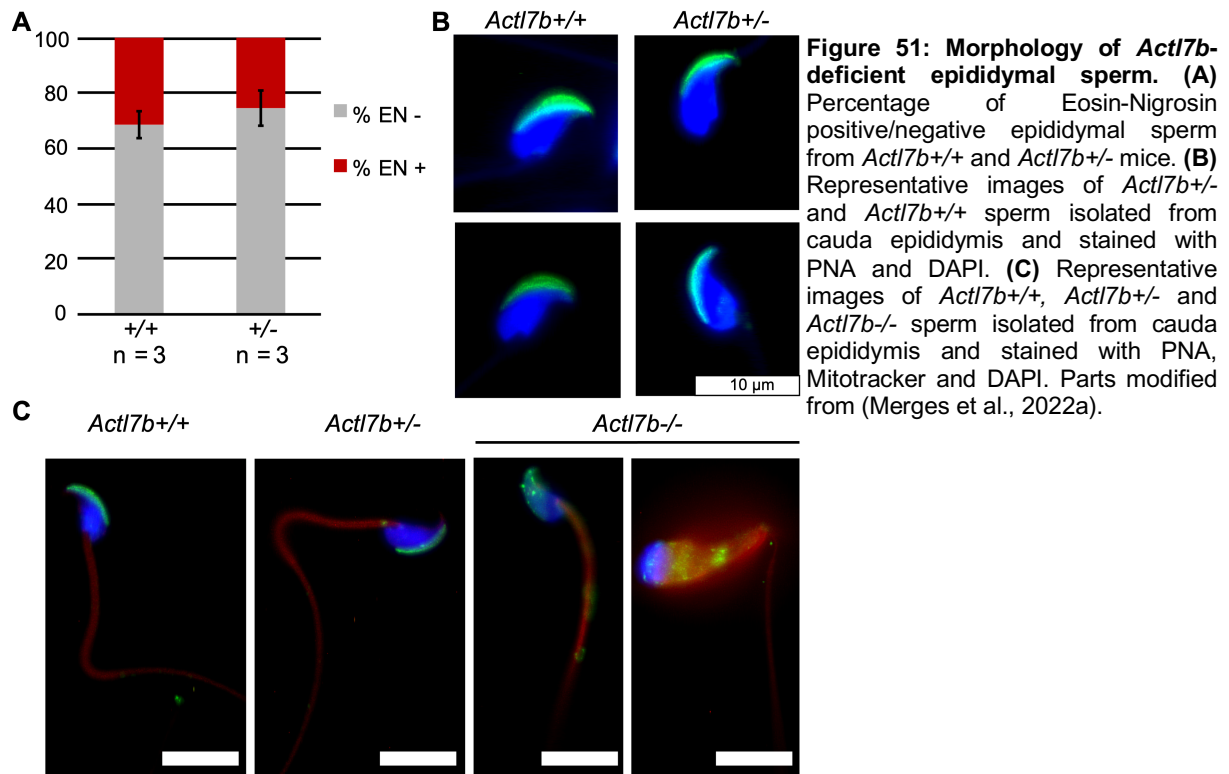 A
100
80
60
40
20
0
+/+
n = 3
+/-
n = 3
% EN -
% EN +
B
Actl7b+/+
Actl7b+/-
10 µm
Figure 51: Morphology of Actl7b-
deficient epididymal sperm. (A)
Percentage of Eosin-Nigrosin
positive/negative epididymal sperm
from Actl7b+/+ and Actl7b+/- mice. (B)
Representative images of Actl7b+/-
and Actl7b+/+ sperm isolated from
cauda epididymis and stained with
PNA and DAPI. (C) Representative
images of Actl7b+/+, Actl7b+/- and
Actl7b-/- sperm isolated from cauda
epididymis and stained with PNA,
Mitotracker and DAPI. Parts modified
from (Merges et al., 2022a).
C
Actl7b+/+
Actl7b+/-
Actl7b-/-